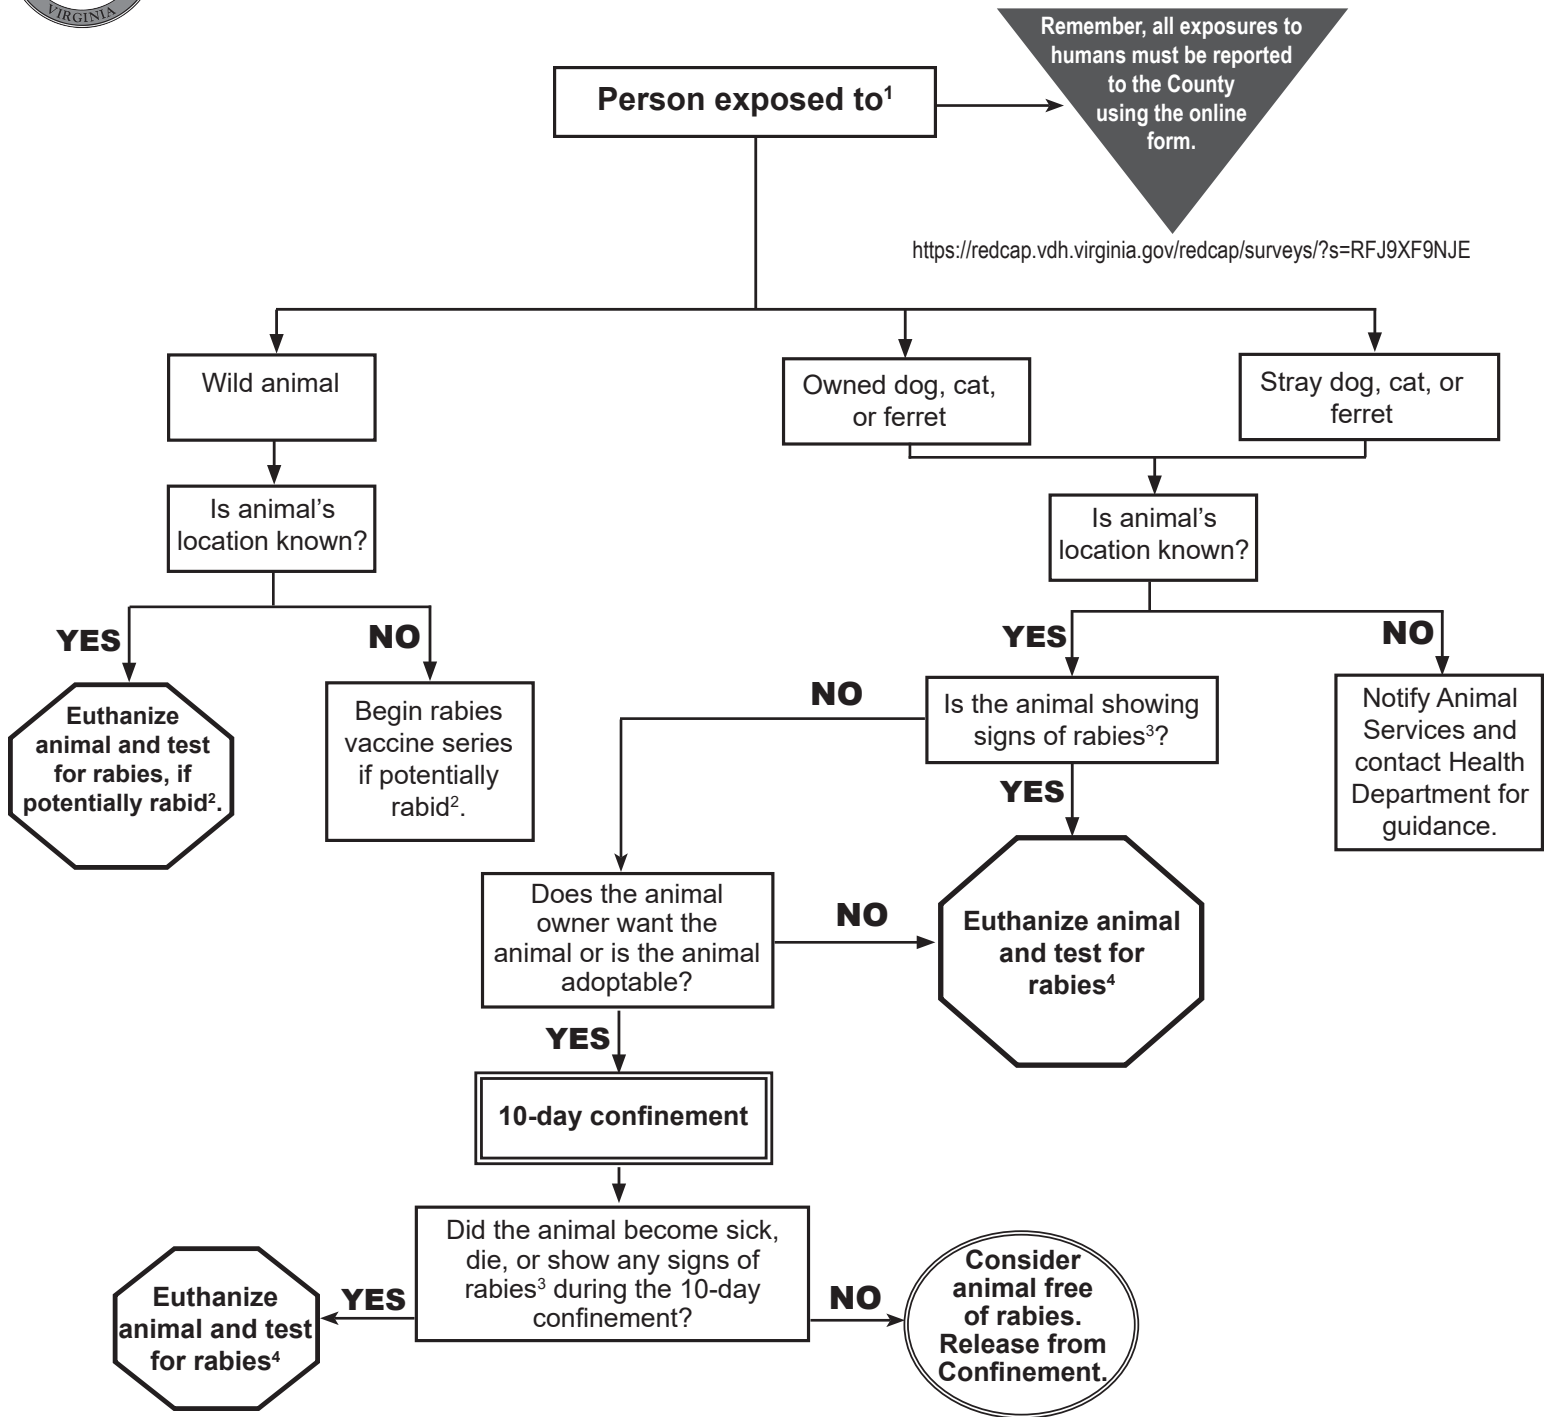 VIRGINIA
Remember, all exposures to
humans must be reported
to the County
using the online
form.
Person exposed to¹
https://redcap.vdh.virginia.gov/redcap/surveys/?s=RFJ9XF9NJE
Wild animal
Owned dog, cat,
or ferret
Stray dog, cat, or
ferret
Is animal’s
location known?
Is animal’s
location known?
YES
NO
YES
NO
Euthanize
animal and test
for rabies, if
potentially rabid².
Begin rabies
vaccine series
if potentially
rabid².
NO
Is the animal showing
signs of rabies³?
Notify Animal
Services and
contact Health
Department for
guidance.
YES
Does the animal
owner want the
animal or is the animal
adoptable?
NO
Euthanize animal
and test for
rabies⁴
YES
10-day confinement
Did the animal become sick,
die, or show any signs of
rabies³ during the 10-day
confinement?
YES
Euthanize
animal and test
for rabies⁴
NO
Consider
animal free
of rabies.
Release from
Confinement.